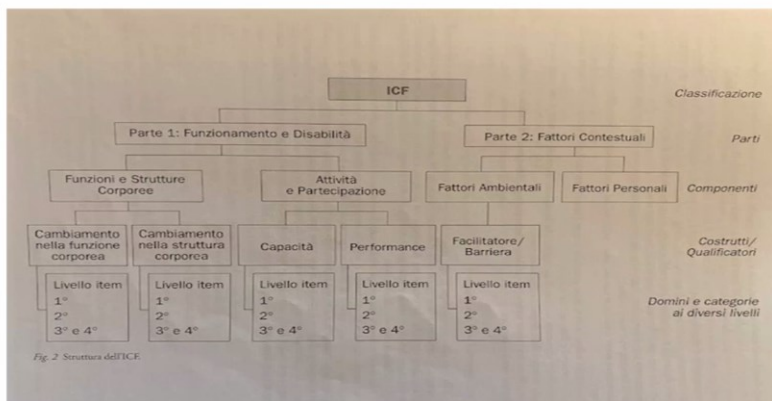 ICF
Classificazione
Parte 1: Funzionamento e Disabilità
Parte 2: Fattori Contestuali
Parti
Funzioni e Strutture
Corporee
Attività
e Partecipazione
Fattori Ambientali
Fattori Personali
Componenti
Cambiamento
nella funzione
corporea
Cambiamento
nella struttura
corporea
Capacità
Performance
Facilitatore/
Barriera
Costrutti/
Qualificatori
Livello item
1°
2°
3° e 4°
Livello item
1°
2°
3° e 4°
Livello item
1°
2°
3° e 4°
Livello item
1°
2°
3° e 4°
Livello item
1°
2°
3° e 4°
Domini e categorie
ai diversi livelli
Fig. 2 Struttura dell'ICF.